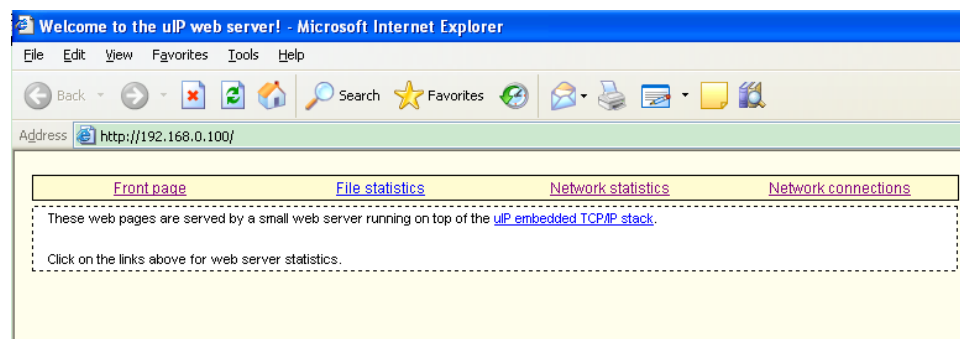 Welcome to the uIP web server! - Microsoft Internet Explorer
File Edit View Favorites Tools Help
Back Search Favorites
Address http://192.168.0.100/
Front page File statistics Network statistics Network connections
These web pages are served by a small web server running on top of the uIP embedded TCP/IP stack.
Click on the links above for web server statistics.